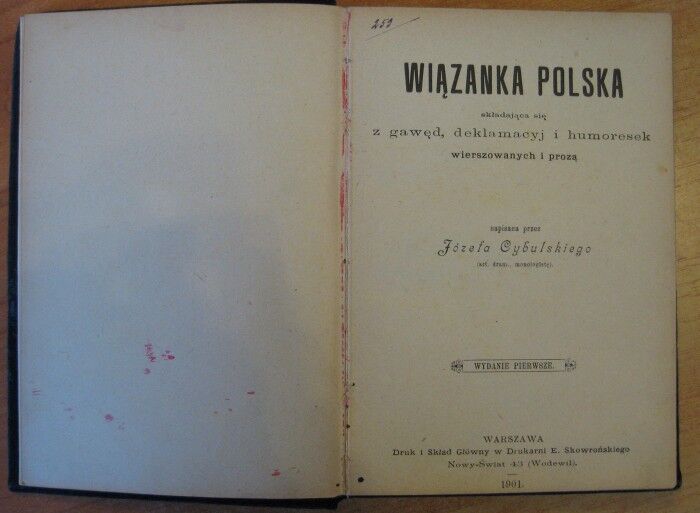 259
WIĄZANKA POLSKA
składająca się
z gawęd, deklamacyj i humoresek
wierszowanych i prozą
napisana przez
Józefa Cybulskiego
(art. dram., monologistę).
WYDANIE PIERWSZE.
WARSZAWA
Druk i Skład Główny w Drukarni E. Skowrońskiego
Nowy-Świat 43 (Wodewil).
1901.